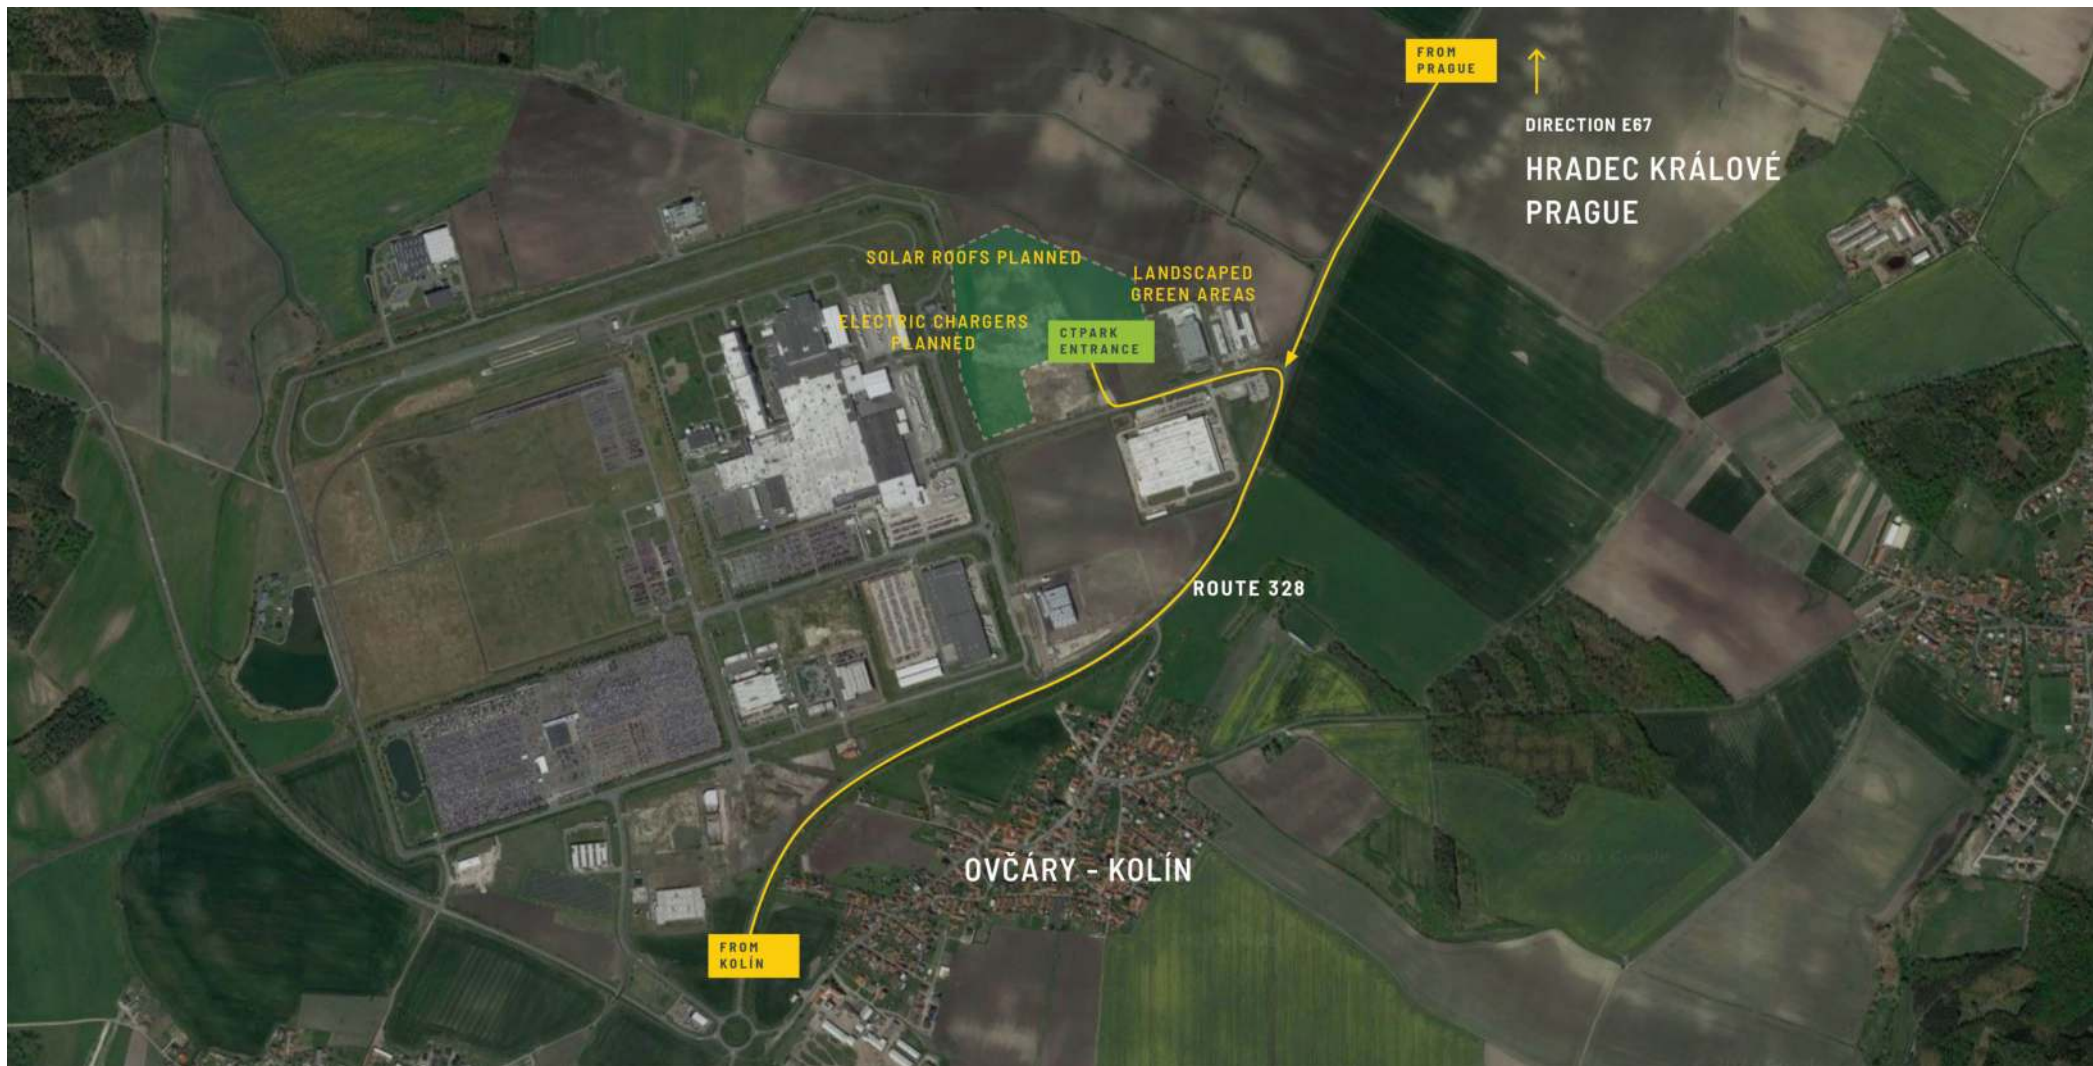 FROM
PRAGUE
DIRECTION E67
HRADEC KRÁLOVÉ
PRAGUE
SOLAR ROOFS PLANNED
LANDSCAPED
GREEN AREAS
ELECTRIC CHARGERS
PLANNED
CTPARK
ENTRANCE
ROUTE 328
OVČÁRY - KOLÍN
FROM
KOLÍN